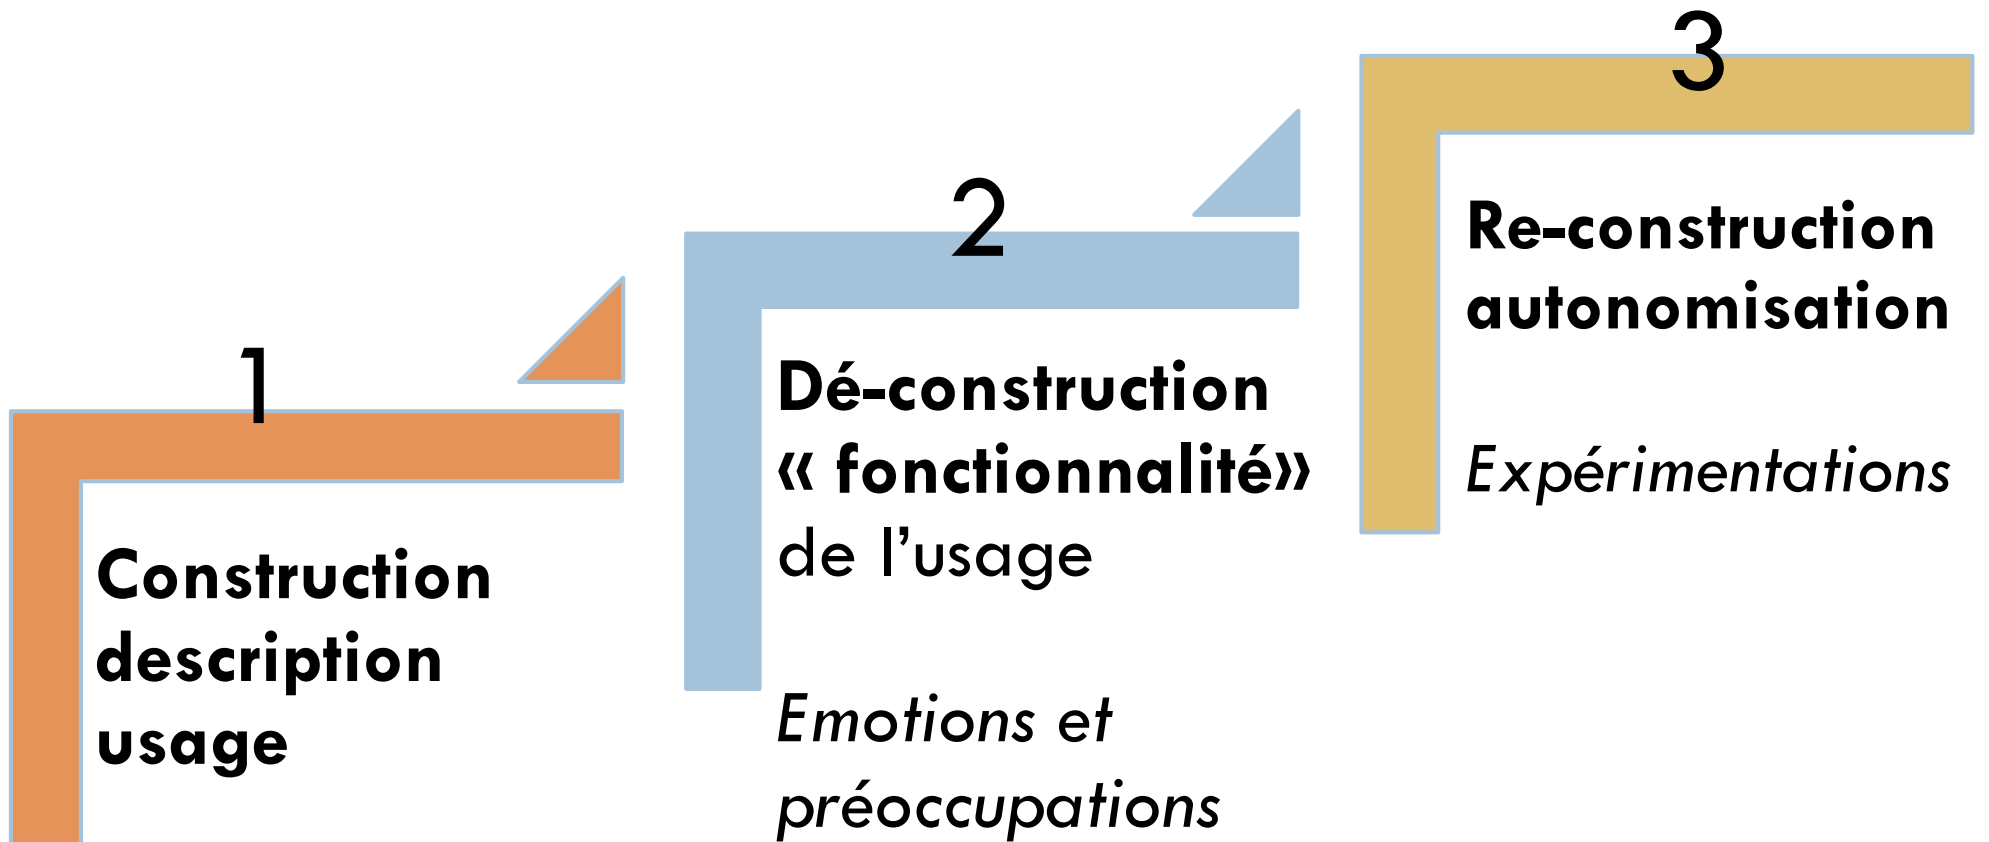 1
Construction
description
usage
2
Dé-construction
« fonctionnalité»
de l’usage
Emotions et
préoccupations
3
Re-construction
autonomisation
Expérimentations